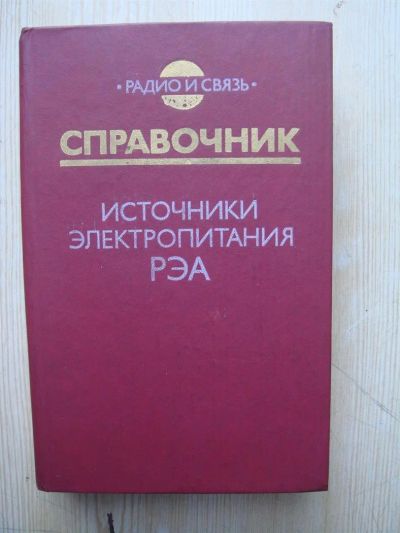 • РАДИО И СВЯЗЬ •
СПРАВОЧНИК
ИСТОЧНИКИ
ЭЛЕКТРОПИТАНИЯ
РЭА